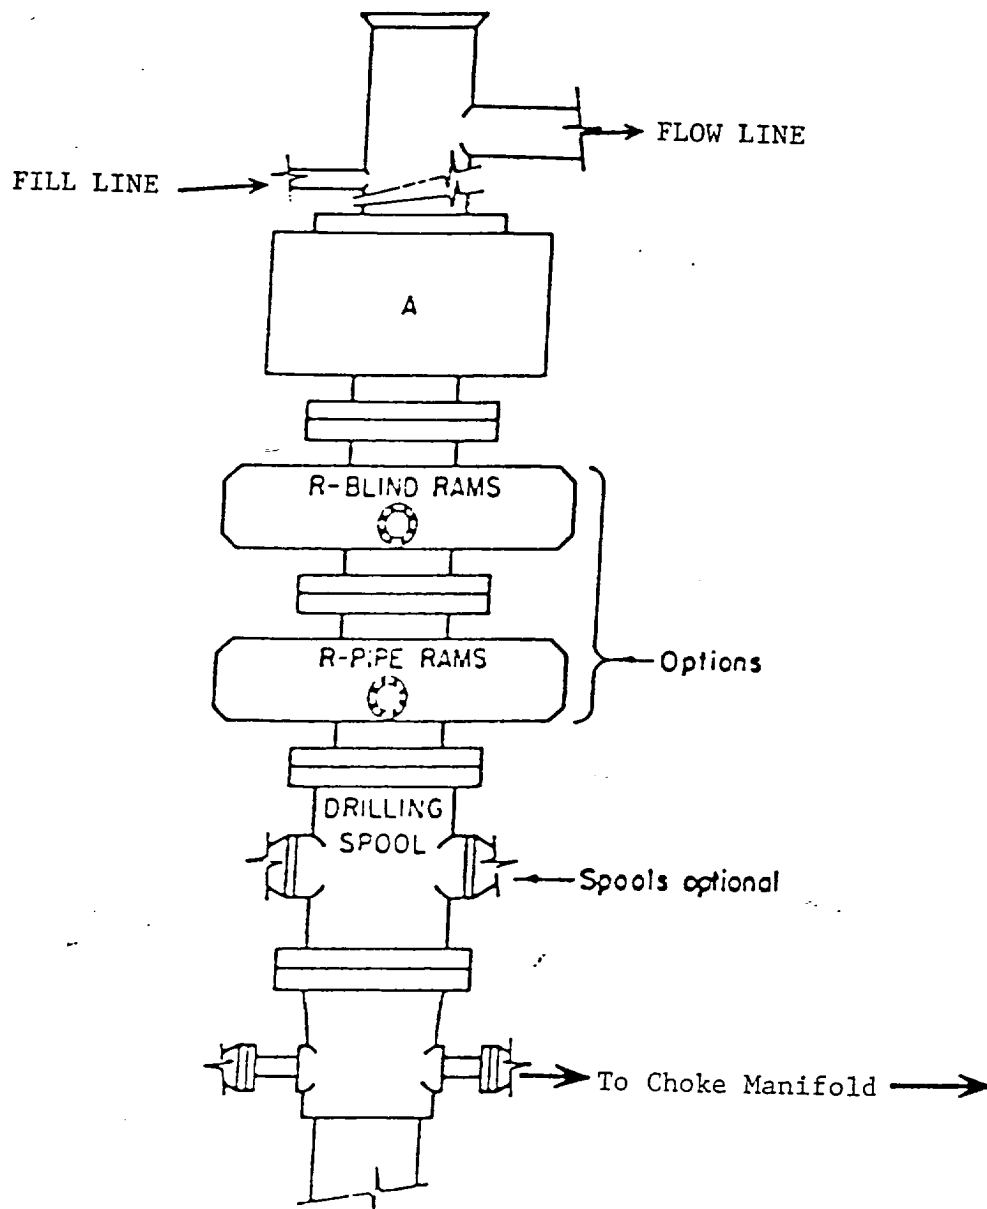 FLOW LINE
FILL LINE
A
R-BLIND RAMS
R-PIPE RAMS
Options
DRILLING
SPOOL
Spools optional
To Choke Manifold